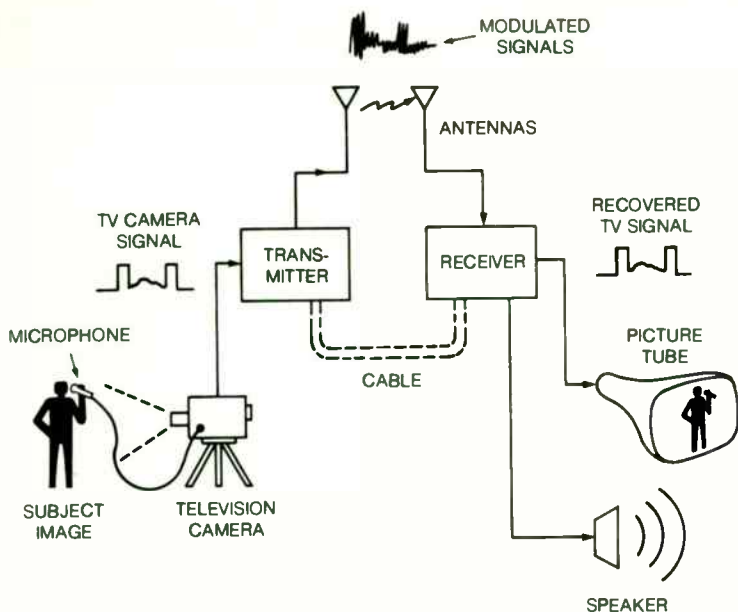 MODULATED
SIGNALS
ANTENNAS
TV CAMERA
SIGNAL
TRANS-
MITTER
RECEIVER
RECOVERED
TV SIGNAL
MICROPHONE
CABLE
PICTURE
TUBE
SUBJECT
IMAGE
TELEVISION
CAMERA
SPEAKER